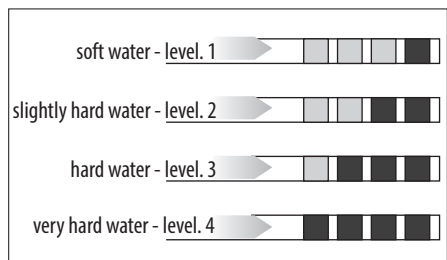 soft water - level. 1
slightly hard water - level. 2
hard water - level. 3
very hard water - level. 4